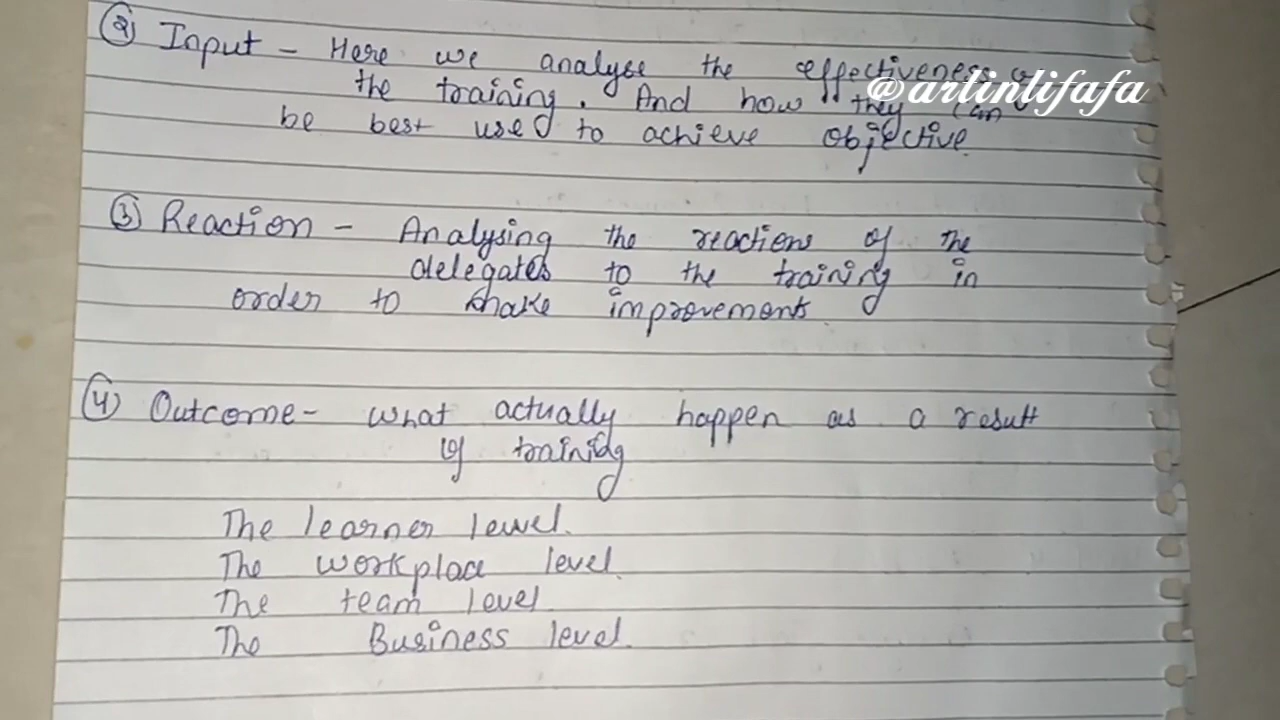 ② Input - Here we analyse the effectiveness of
@arlinlifafa
the training. And how they can
be best used to achieve objective.
③ Reaction - Analysing the reactions of the
delegates to the training in
order to make improvements
④ Outcome - what actually happen as a result
of training
The learner level.
The workplace level.
The team level
The Business level.